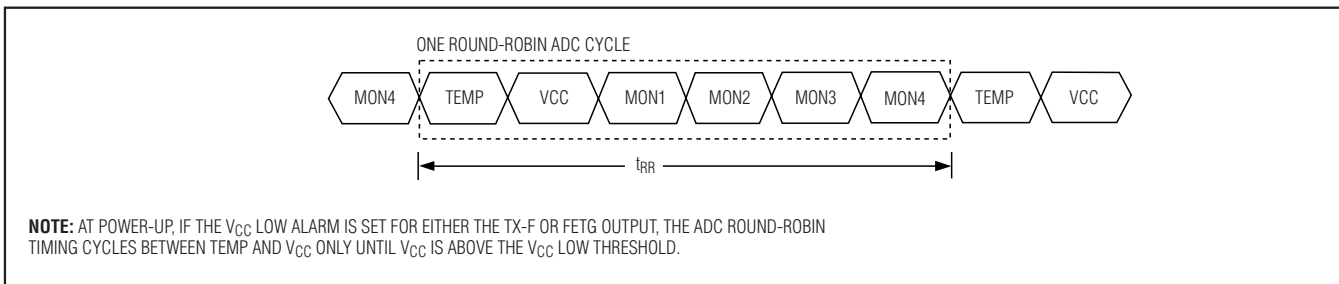 ONE ROUND-ROBIN ADC CYCLE
MON4 TEMP VCC MON1 MON2 MON3 MON4 TEMP VCC
tRR
NOTE: AT POWER-UP, IF THE VCC LOW ALARM IS SET FOR EITHER THE TX-F OR FETG OUTPUT, THE ADC ROUND-ROBIN
TIMING CYCLES BETWEEN TEMP AND VCC ONLY UNTIL VCC IS ABOVE THE VCC LOW THRESHOLD.